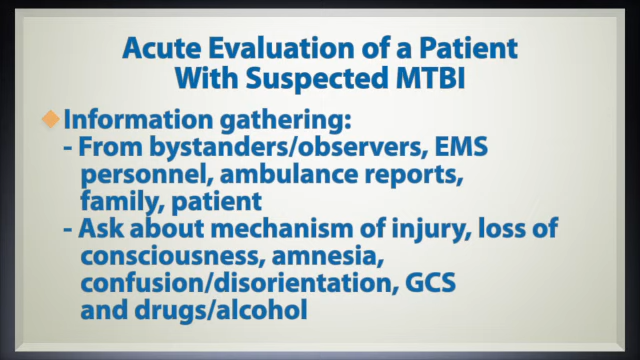 Acute Evaluation of a Patient
With Suspected MTBI
Information gathering:
- From bystanders/observers, EMS
personnel, ambulance reports,
family, patient
- Ask about mechanism of injury, loss of
consciousness, amnesia,
confusion/disorientation, GCS
and drugs/alcohol